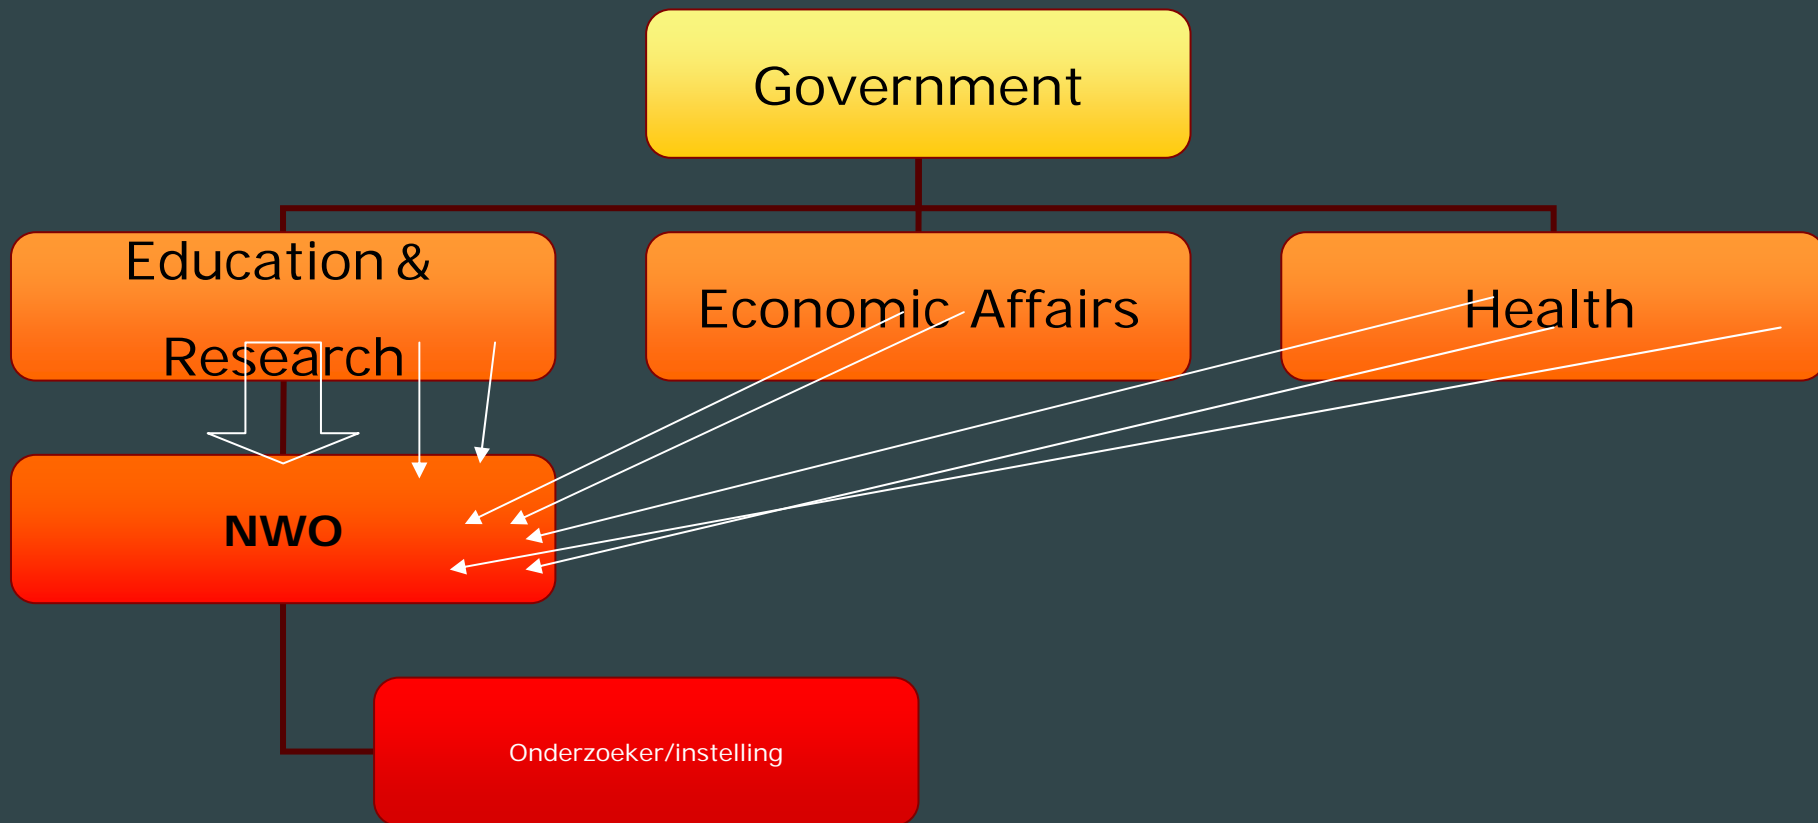 Government
Education &
Research
Economic Affairs
Health
NWO
Onderzoeker/instelling